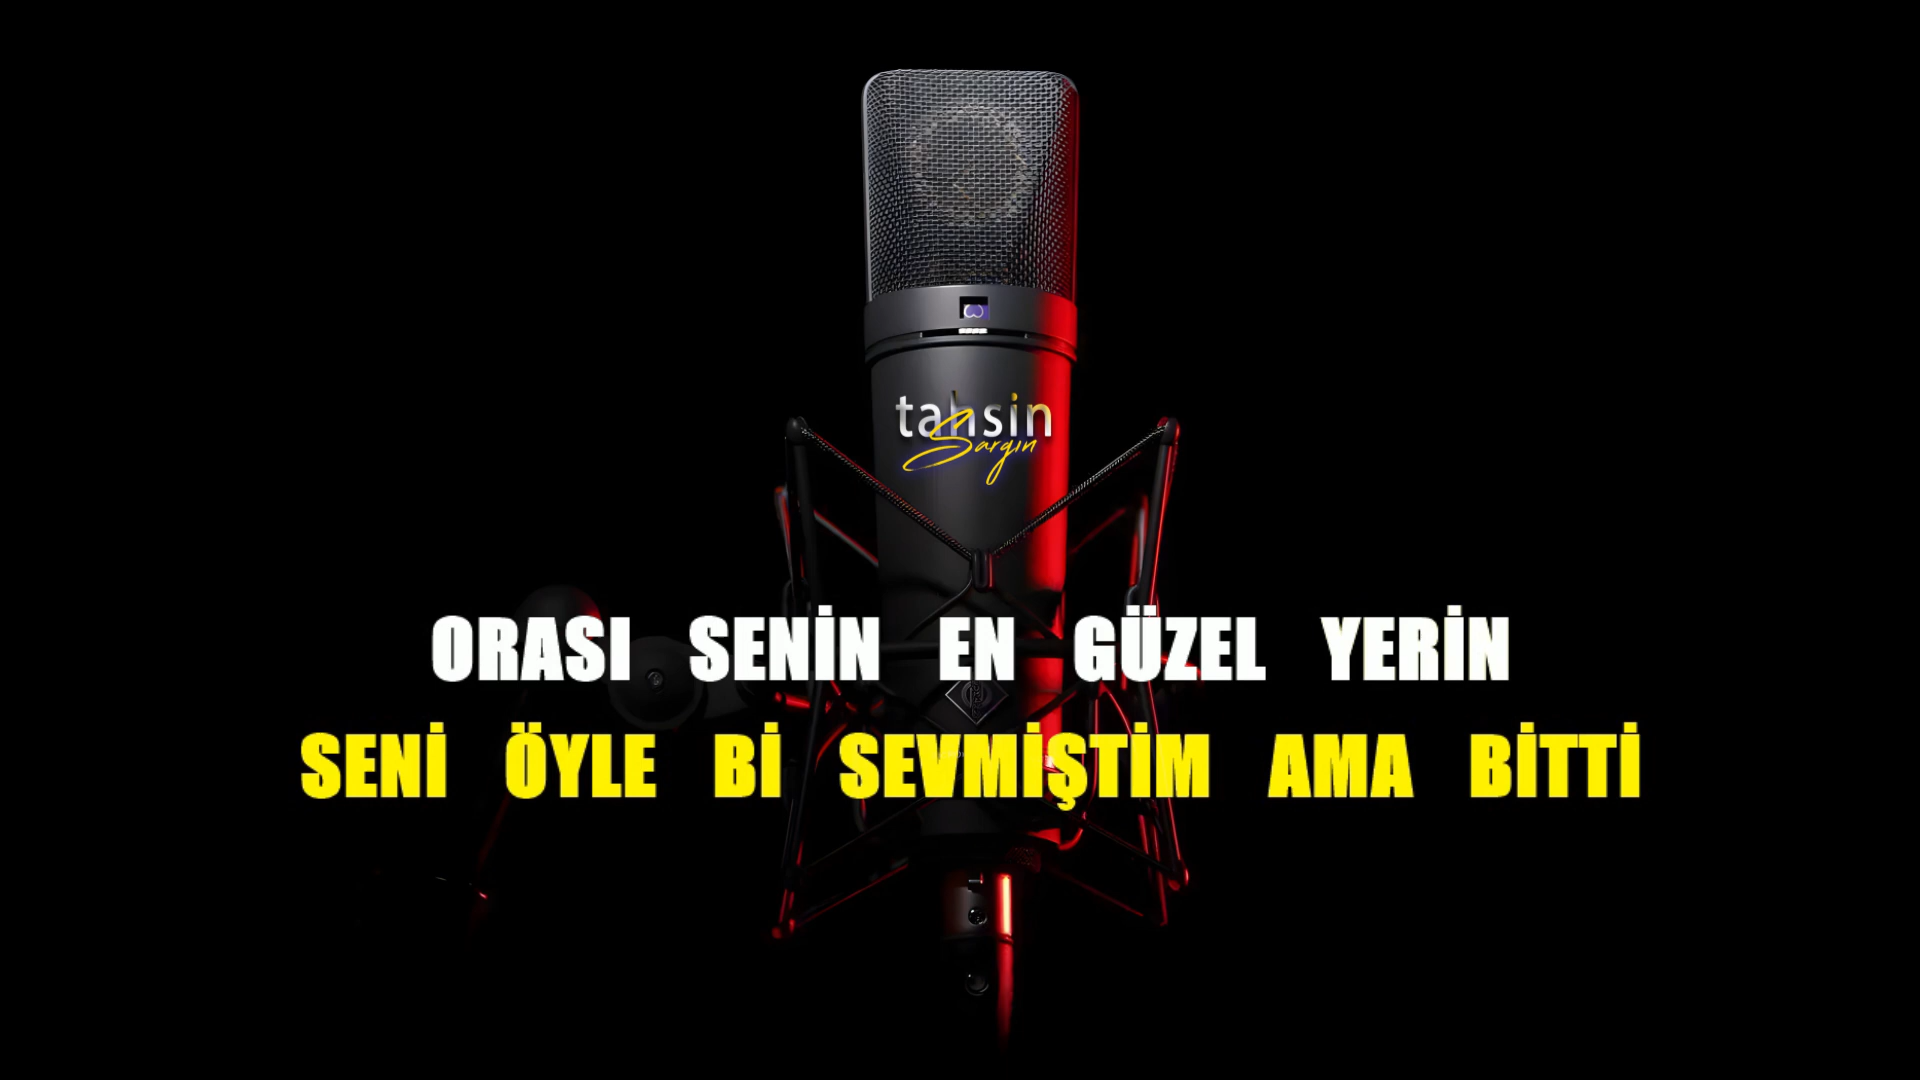 tahsin
Sargın
ORASI SENİN EN GÜZEL YERİN
SENİ ÖYLE Bİ SEVMİŞTİM AMA BİTTİ